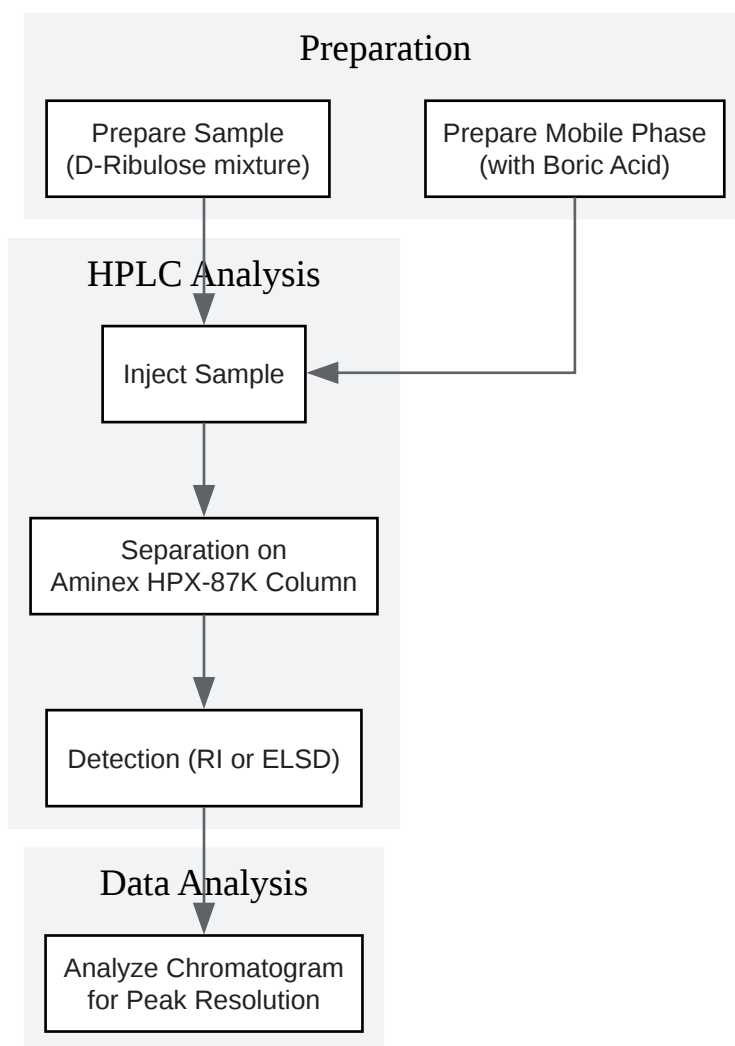 Preparation
Prepare Sample
(D-Ribulose mixture)
Prepare Mobile Phase
(with Boric Acid)
HPLC Analysis
Inject Sample
Separation on
Aminex HPX-87K Column
Detection (RI or ELSD)
Data Analysis
Analyze Chromatogram
for Peak Resolution